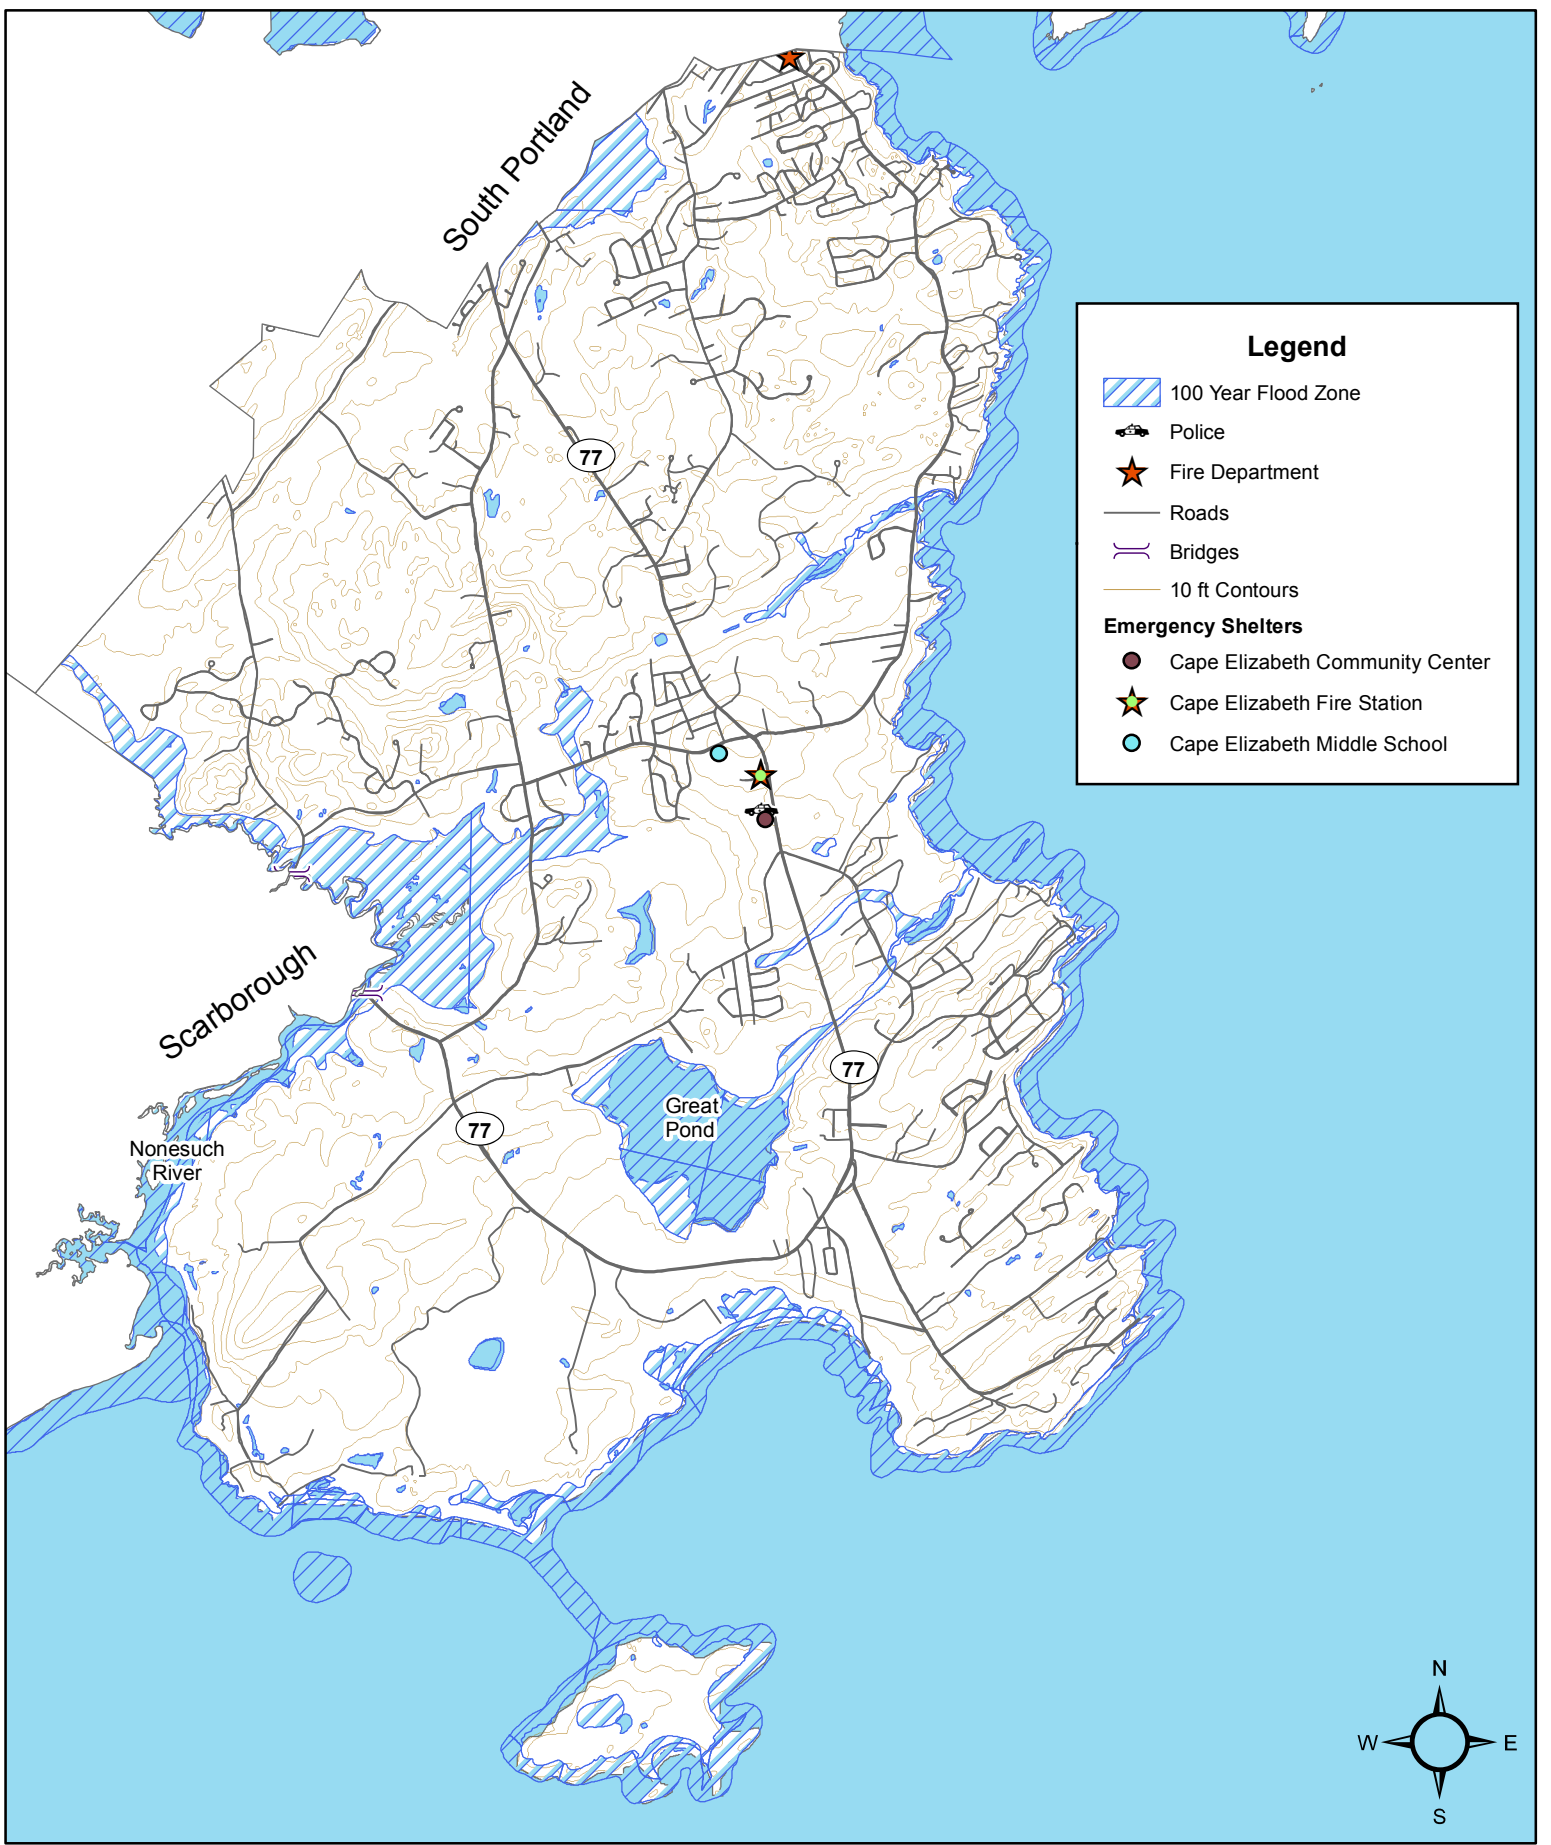 South Portland
Legend
100 Year Flood Zone
Police
Fire Department
Roads
Bridges
10 ft Contours
Emergency Shelters
Cape Elizabeth Community Center
Cape Elizabeth Fire Station
Cape Elizabeth Middle School
77
Scarborough
77
Great
Pond
77
Nonesuch
River
N
W
E
S